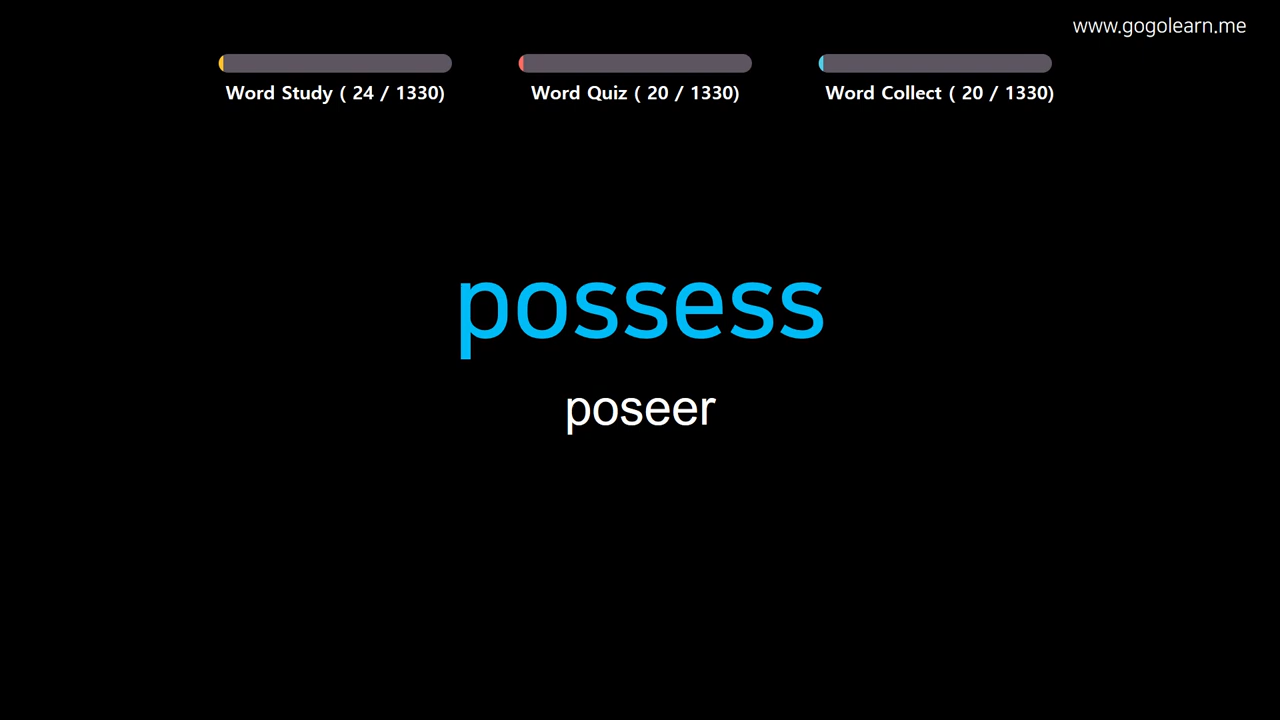 www.gogolearn.me
Word Study ( 24 / 1330)
Word Quiz ( 20 / 1330)
Word Collect ( 20 / 1330)
possess
poseer